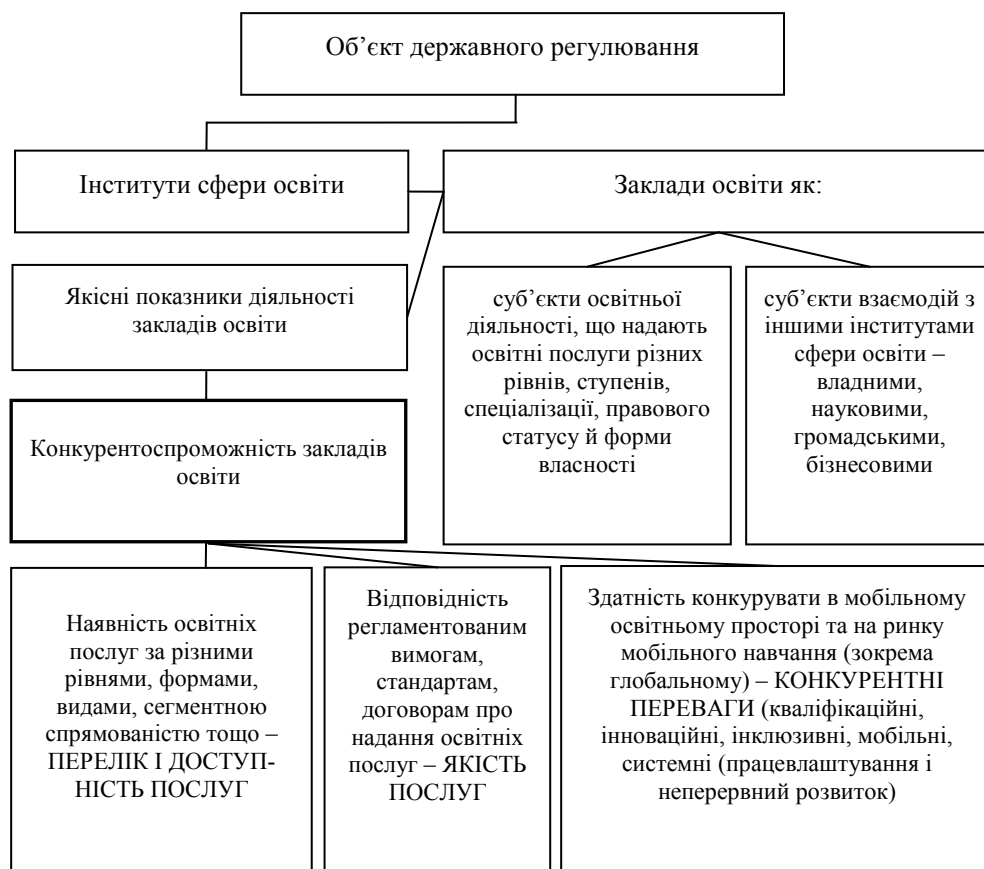 Об’єкт державного регулювання
Інститути сфери освіти
Заклади освіти як:
Якісні показники діяльності
закладів освіти
суб’єкти освітньої
діяльності, що надають
освітні послуги різних
рівнів, ступенів,
спеціалізації, правового
статусу й форми
власності
суб’єкти взаємодій з
іншими інститутами
сфери освіти –
владними,
науковими,
громадськими,
бізнесовими
Конкурентоспроможність закладів
освіти
Наявність освітніх
послуг за різними
рівнями, формами,
видами, сегментною
спрямованістю тощо –
ПЕРЕЛІК І ДОСТУП-
НІСТЬ ПОСЛУГ
Відповідність
регламентованим
вимогам,
стандартам,
договорам про
надання освітніх
послуг – ЯКІСТЬ
ПОСЛУГ
Здатність конкурувати в мобільному
освітньому просторі та на ринку
мобільного навчання (зокрема
глобальному) – КОНКУРЕНТНІ
ПЕРЕВАГИ (кваліфікаційні,
інноваційні, інклюзивні, мобільні,
системні (працевлаштування і
неперервний розвиток)